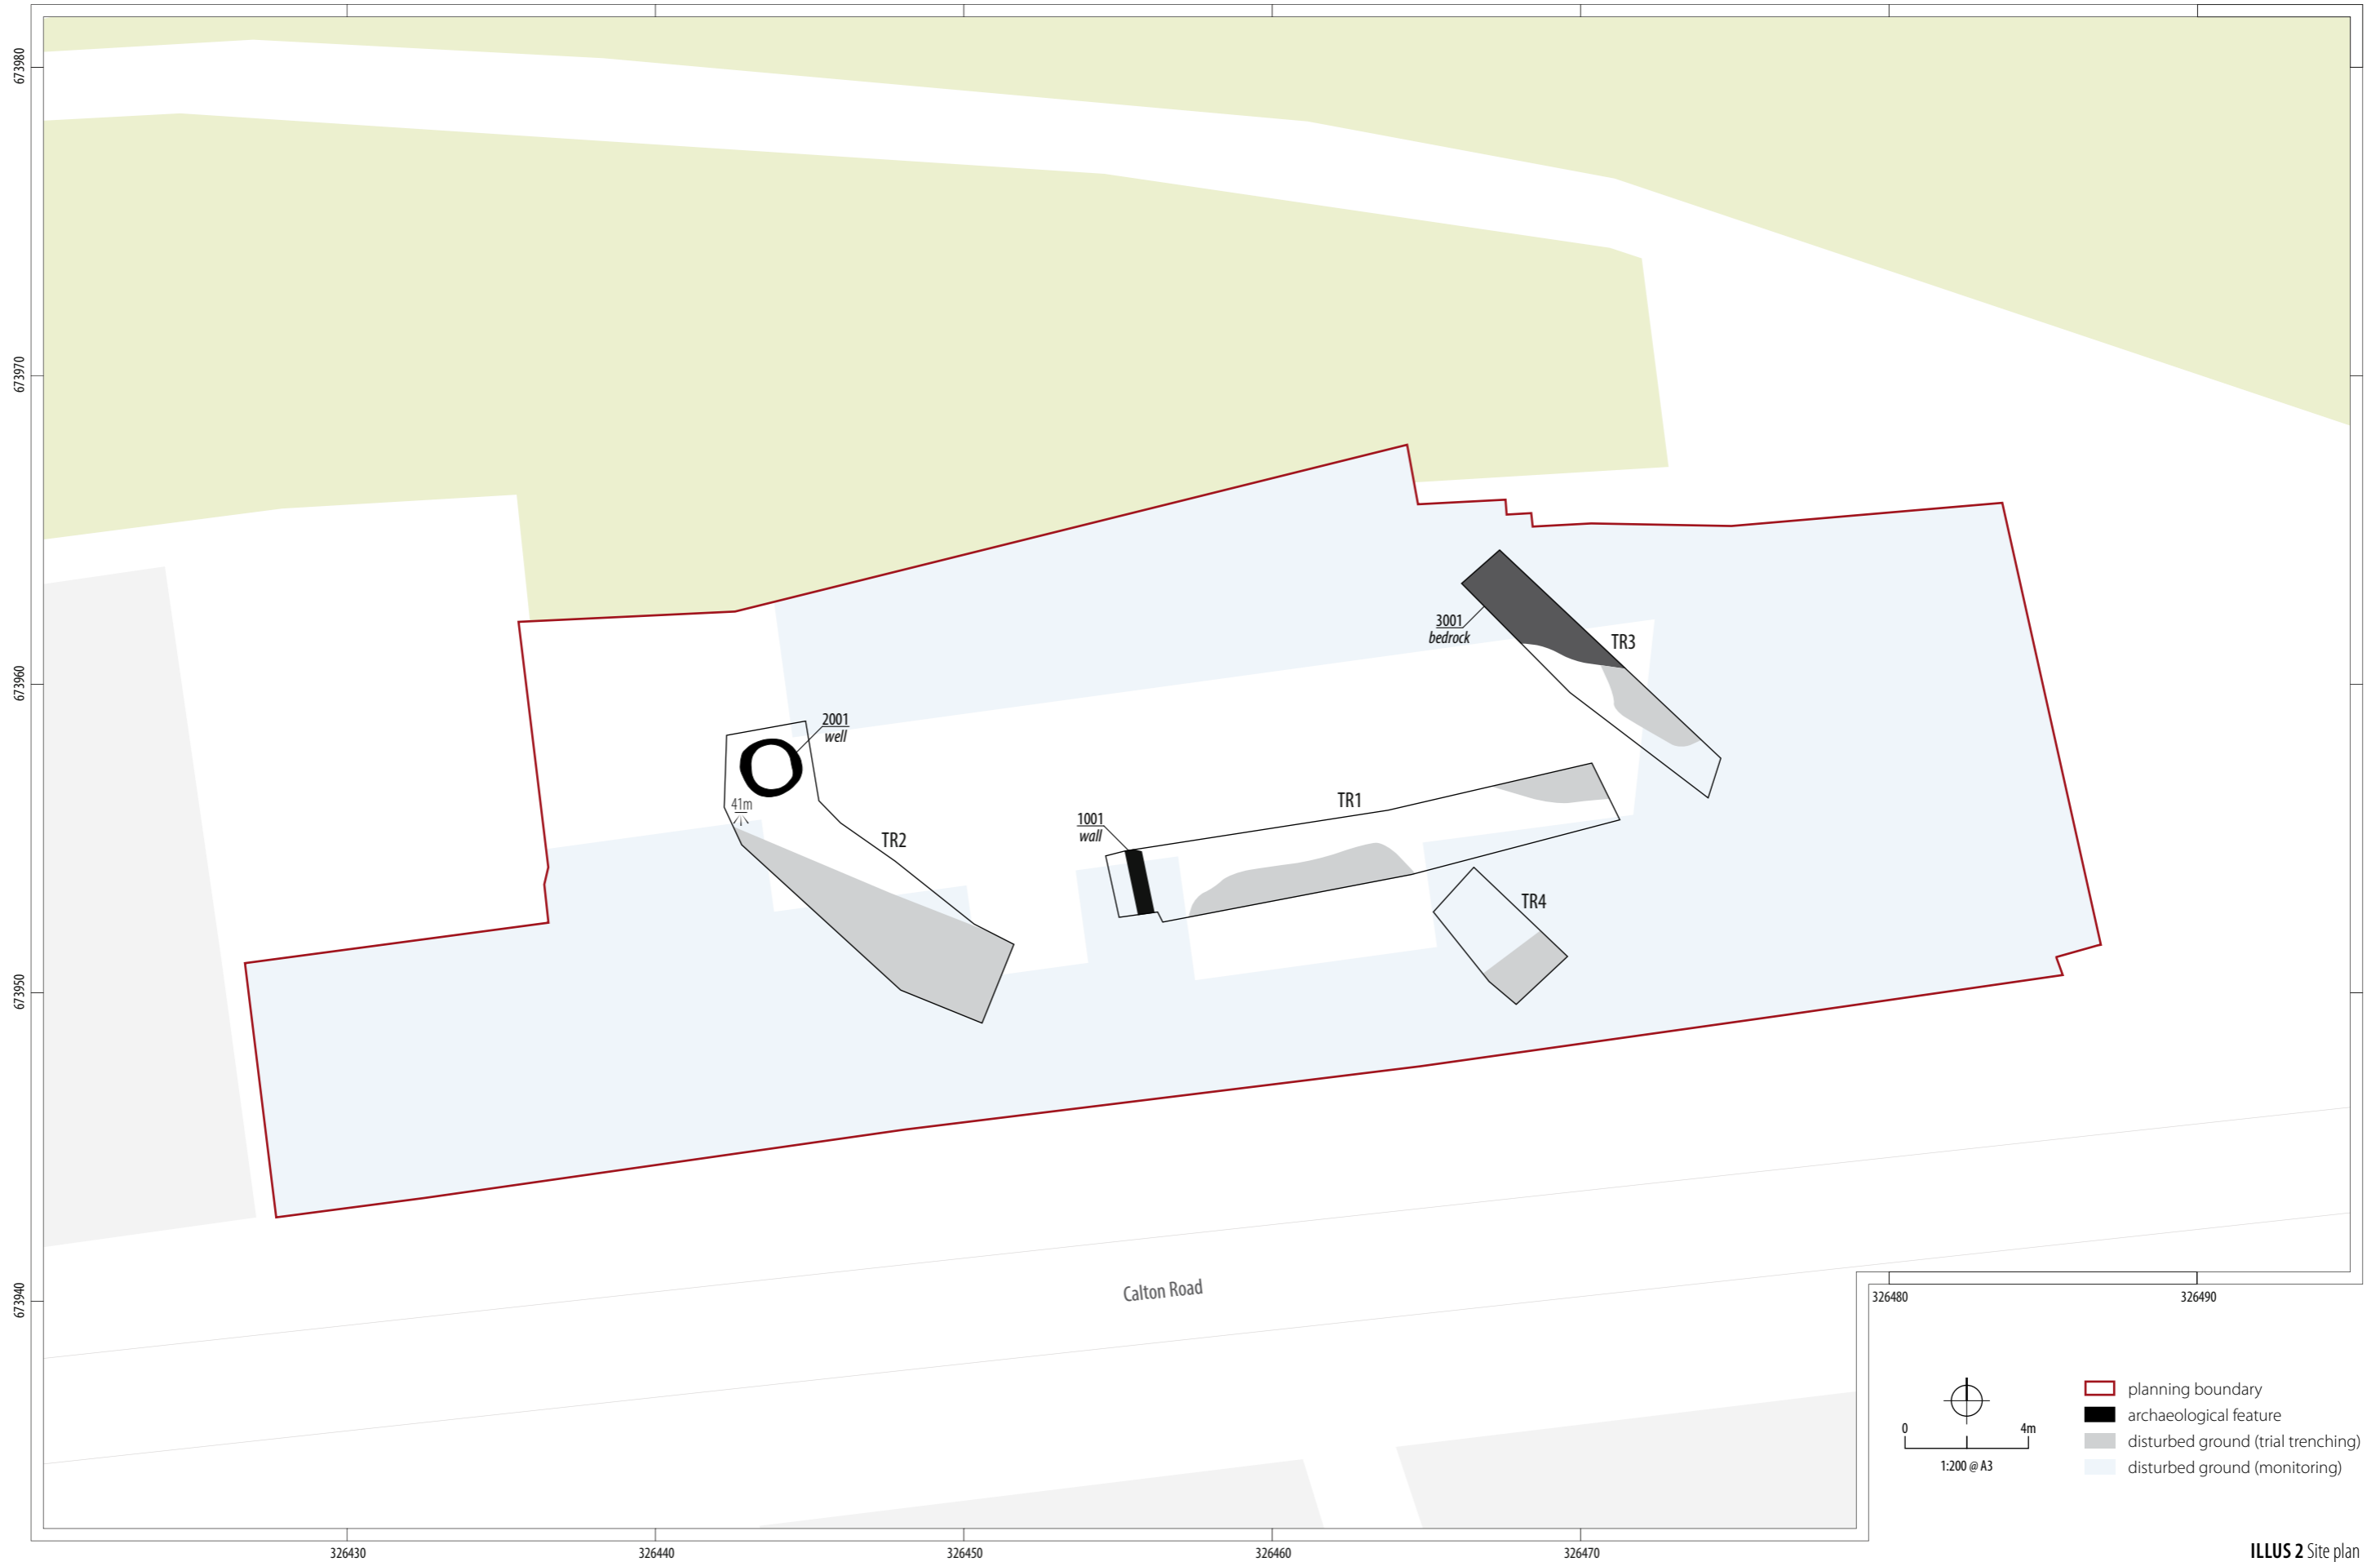 673980
673970
673960
673950
673940
3001
bedrock
TR3
2001
well
41m
TR2
TR1
1001
wall
TR4
Calton Road
326480
326490
0
4m
1:200 @ A3
planning boundary
archaeological feature
disturbed ground (trial trenching)
disturbed ground (monitoring)
326430
326440
326450
326460
326470
ILLUS 2 Site plan